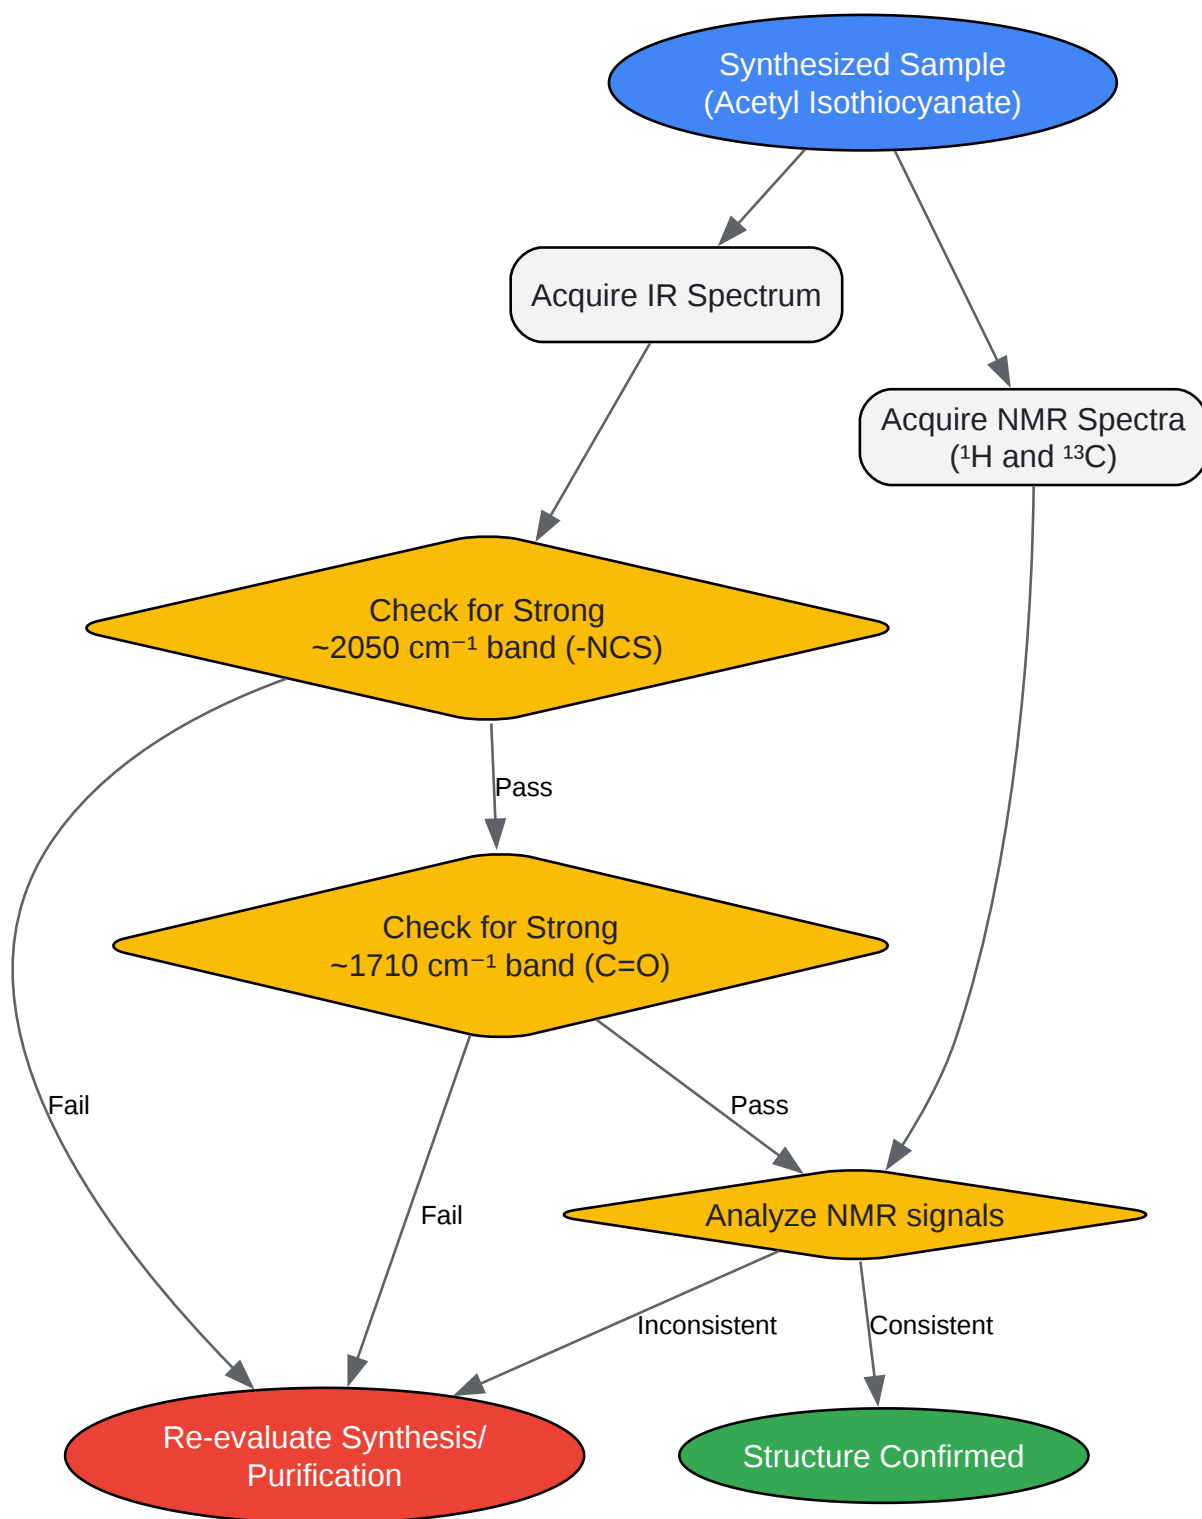 Synthesized Sample
(Acetyl Isothiocyanate)
Acquire IR Spectrum
Acquire NMR Spectra
(¹H and ¹³C)
Check for Strong
~2050 cm⁻¹ band (-NCS)
Pass
Check for Strong
~1710 cm⁻¹ band (C=O)
Fail
Pass
Fail
Analyze NMR signals
Inconsistent
Consistent
Re-evaluate Synthesis/
Purification
Structure Confirmed